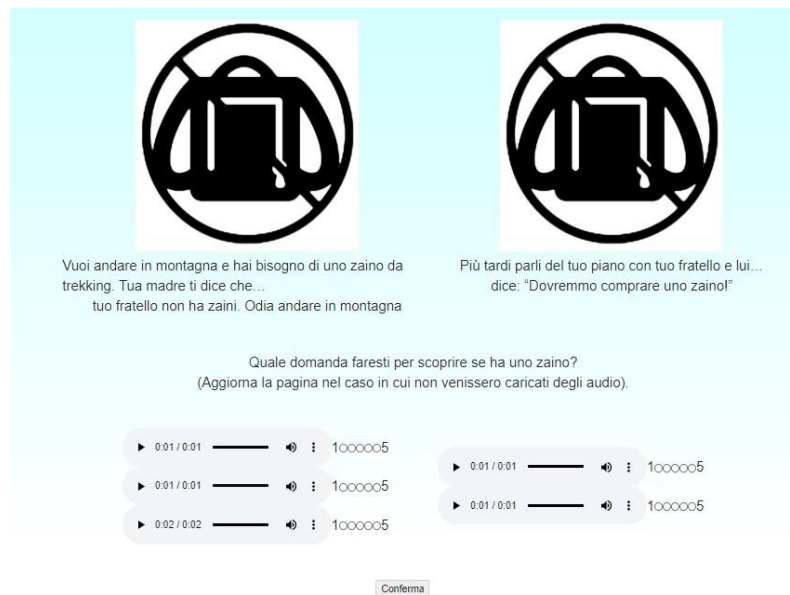 Vuoi andare in montagna e hai bisogno di uno zaino da
trekking. Tua madre ti dice che...
tuo fratello non ha zaini. Odia andare in montagna
Più tardi parli del tuo piano con tuo fratello e lui...
dice: “Dovremmo comprare uno zaino!”
Quale domanda faresti per scoprire se ha uno zaino?
(Aggiorna la pagina nel caso in cui non venissero caricati degli audio).
0:01 / 0:01 1○○○○○5
0:01 / 0:01 1○○○○○5
0:02 / 0:02 1○○○○○5
0:01 / 0:01 1○○○○○5
0:01 / 0:01 1○○○○○5
Conferma